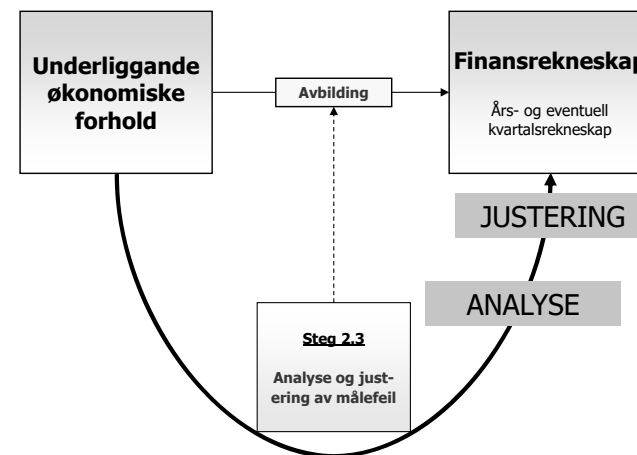 Underliggande
økonomiske
forhold
Avbilding
Finansrekneskap
Års- og eventuell
kvartalsrekneskap
JUSTERING
ANALYSE
Steg 2.3
Analyse og just-
ering av målefeil